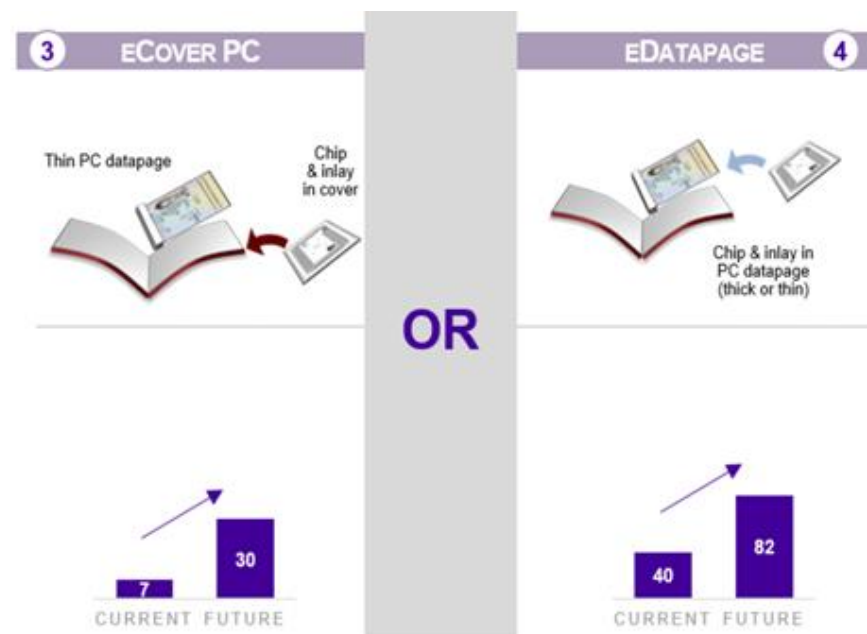 3 ECOVER PC
Thin PC datapage
Chip
& inlay
in cover
7
30
CURRENT FUTURE
OR
EDATAPAGE 4
Chip & inlay in
PC datapage
(thick or thin)
40
82
CURRENT FUTURE